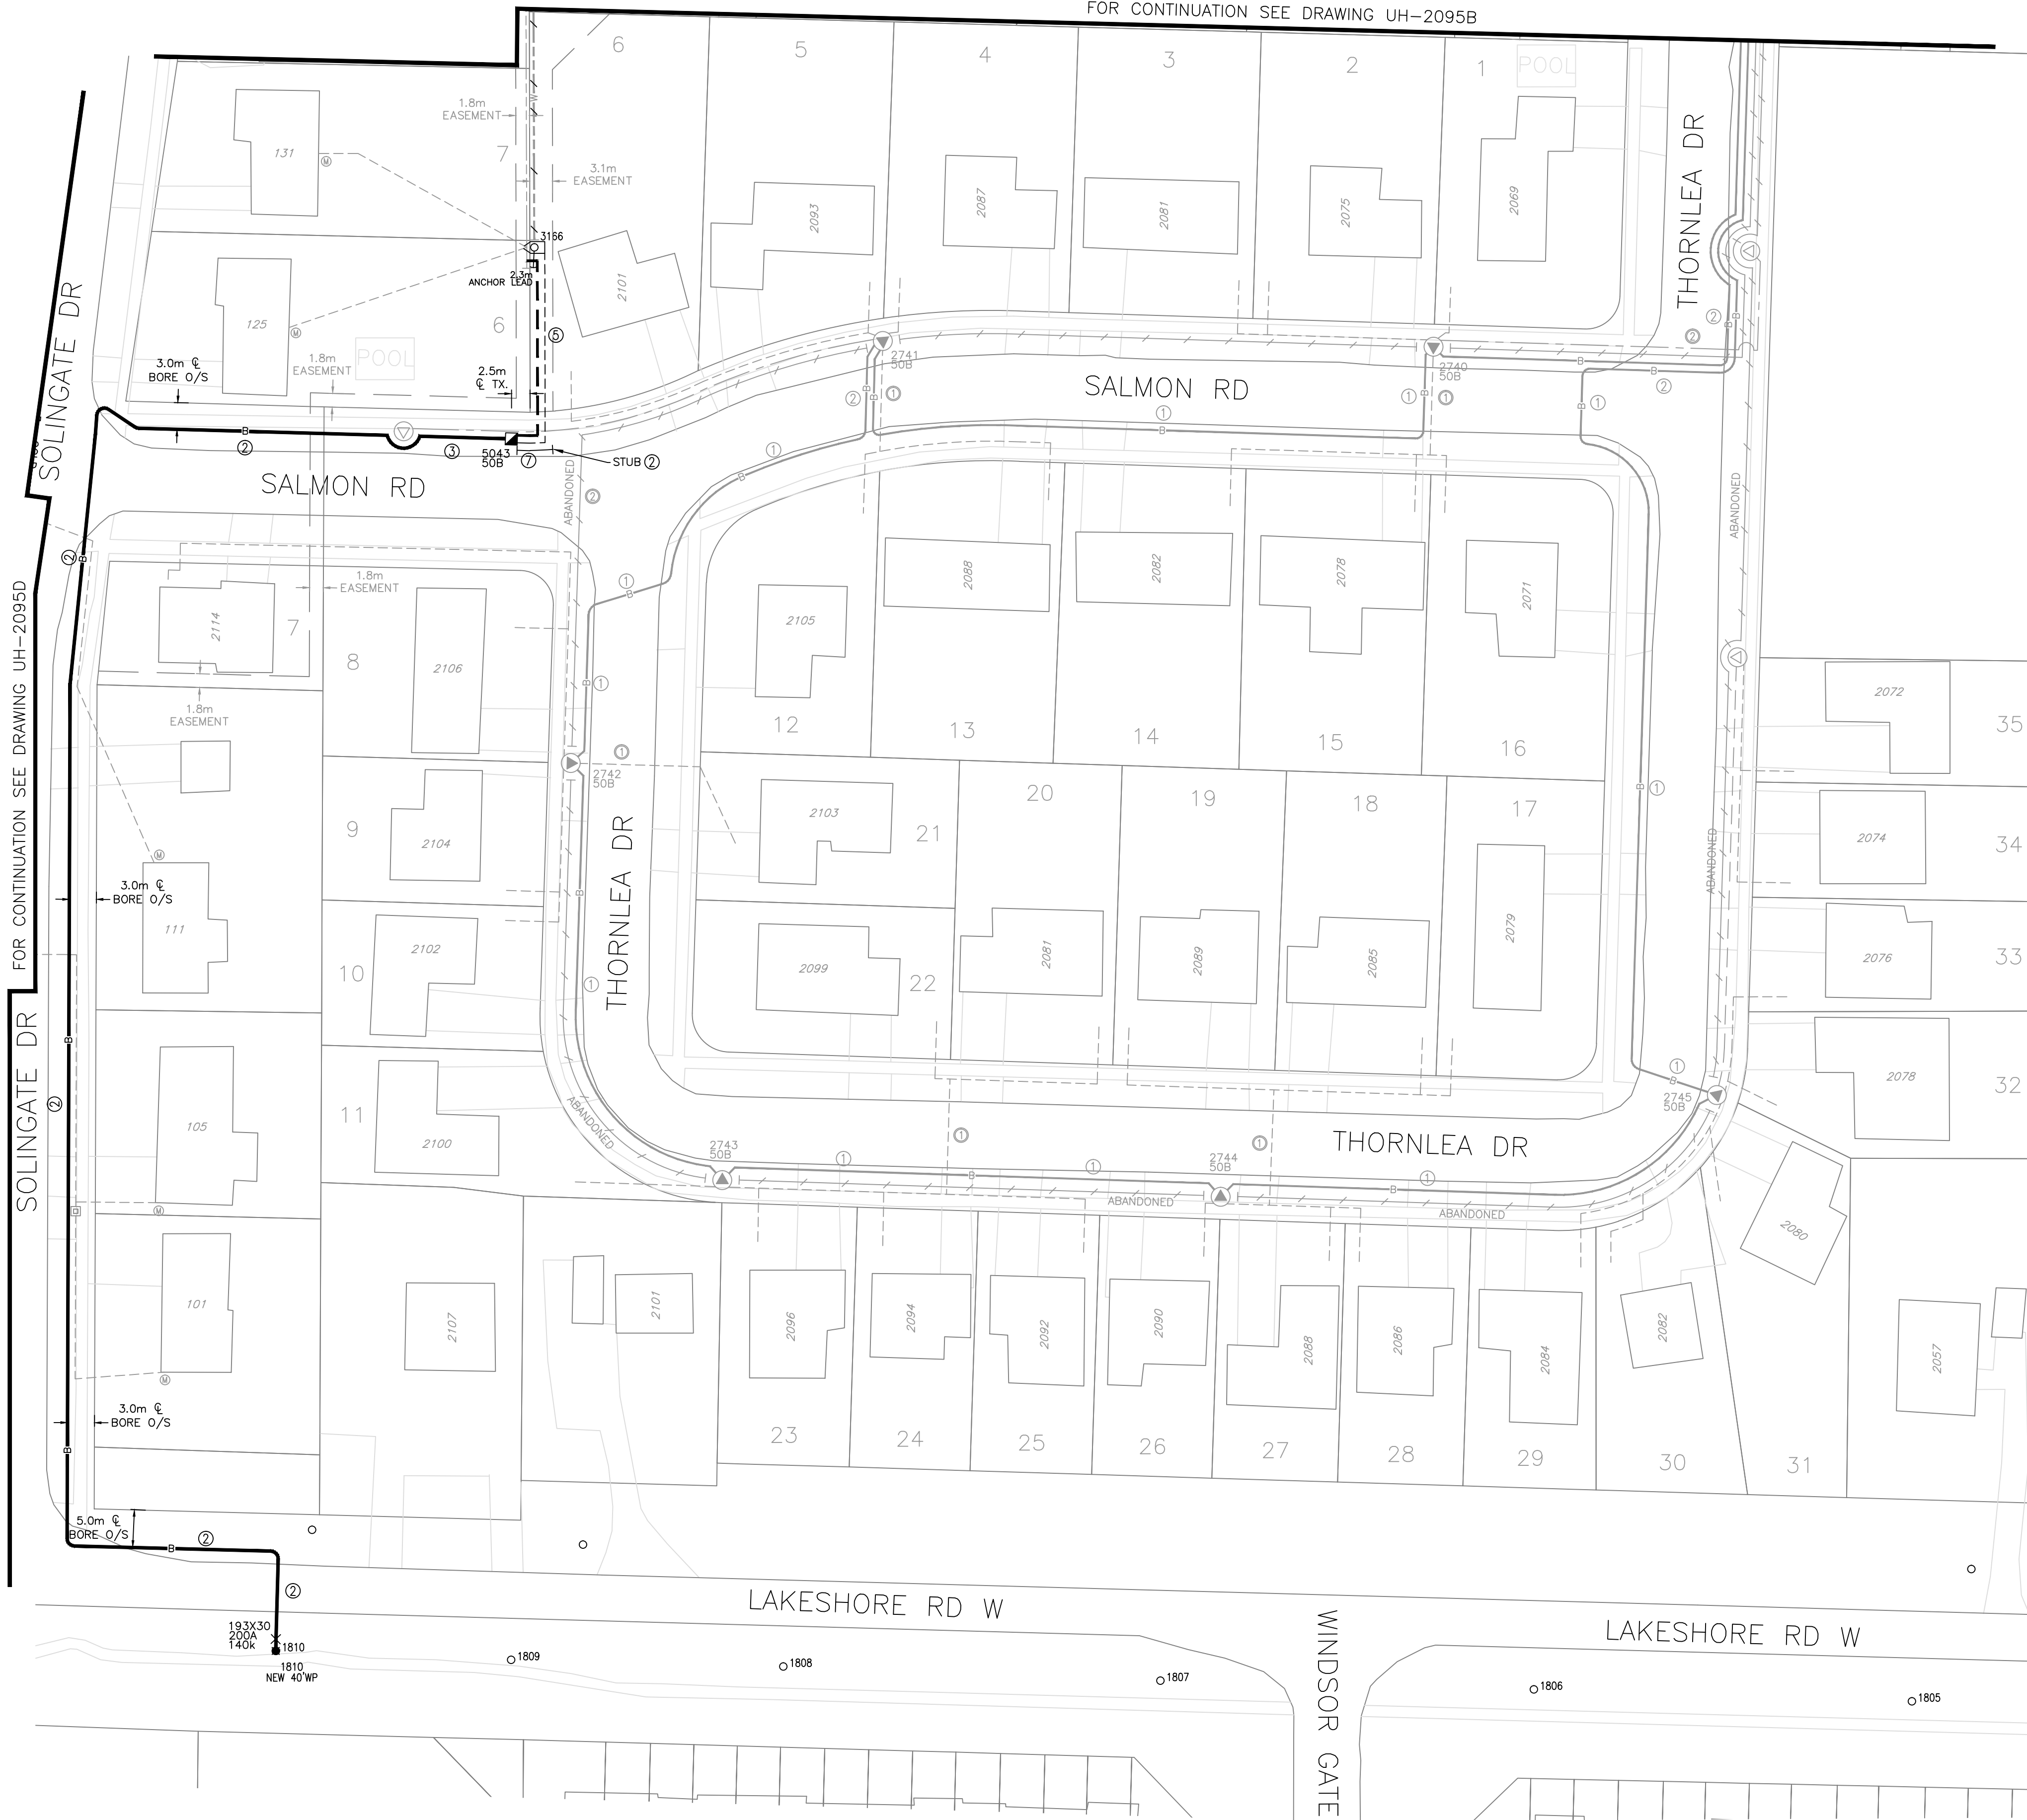 FOR CONTINUATION SEE DRAWING UH-2095B
6
5
4
3
2
1
POOL
1.8m
EASEMENT
7
3.1m
EASEMENT
131
W
THORNLEA DR
2093
2087
2081
2075
2069
3166
2.3m
ANCHOR LEAD
2101
125
6
POOL
SOLINGATE DR
3.0m ℄
BORE O/S
1.8m
EASEMENT
2.5m
℄ TX.
⑤
2741
50B
2740
50B
②
②
②
①
①
①
②
①
SALMON RD
B
②
③
5043
50B
⑦
STUB ②
①
B
①
B
SALMON RD
ABANDONED
②
ABANDONED
②
B
FOR CONTINUATION SEE DRAWING UH-2095D
1.8m
EASEMENT
2114
7
8
2106
①
B
B
①
2105
2088
2082
2078
2071
12
13
14
15
16
2072
35
1.8m
EASEMENT
M
①
2742
50B
①
B
①
9
2104
2103
21
20
19
18
17
2074
34
ABANDONED
THORNLEA DR
3.0m ℄
BORE O/S
111
10
2102
①
B
2099
22
2081
2089
2085
2079
2076
33
SOLINGATE DR
B
②
105
M
11
2100
ABANDONED
2743
50B
①
①
B
①
2744
50B
①
①
B
THORNLEA DR
①
B
2745
50B
2078
32
ABANDONED
ABANDONED
101
M
2107
2101
2096
2094
2092
2090
2088
2086
2084
2082
2080
2057
3.0m ℄
BORE O/S
B
23
24
25
26
27
28
29
30
31
5.0m ℄
BORE O/S
B
②
②
LAKESHORE RD W
LAKESHORE RD W
193X30
200A
140k
1810
1810
NEW 40'WP
1809
1808
1807
1806
1805
WINDSOR GATE